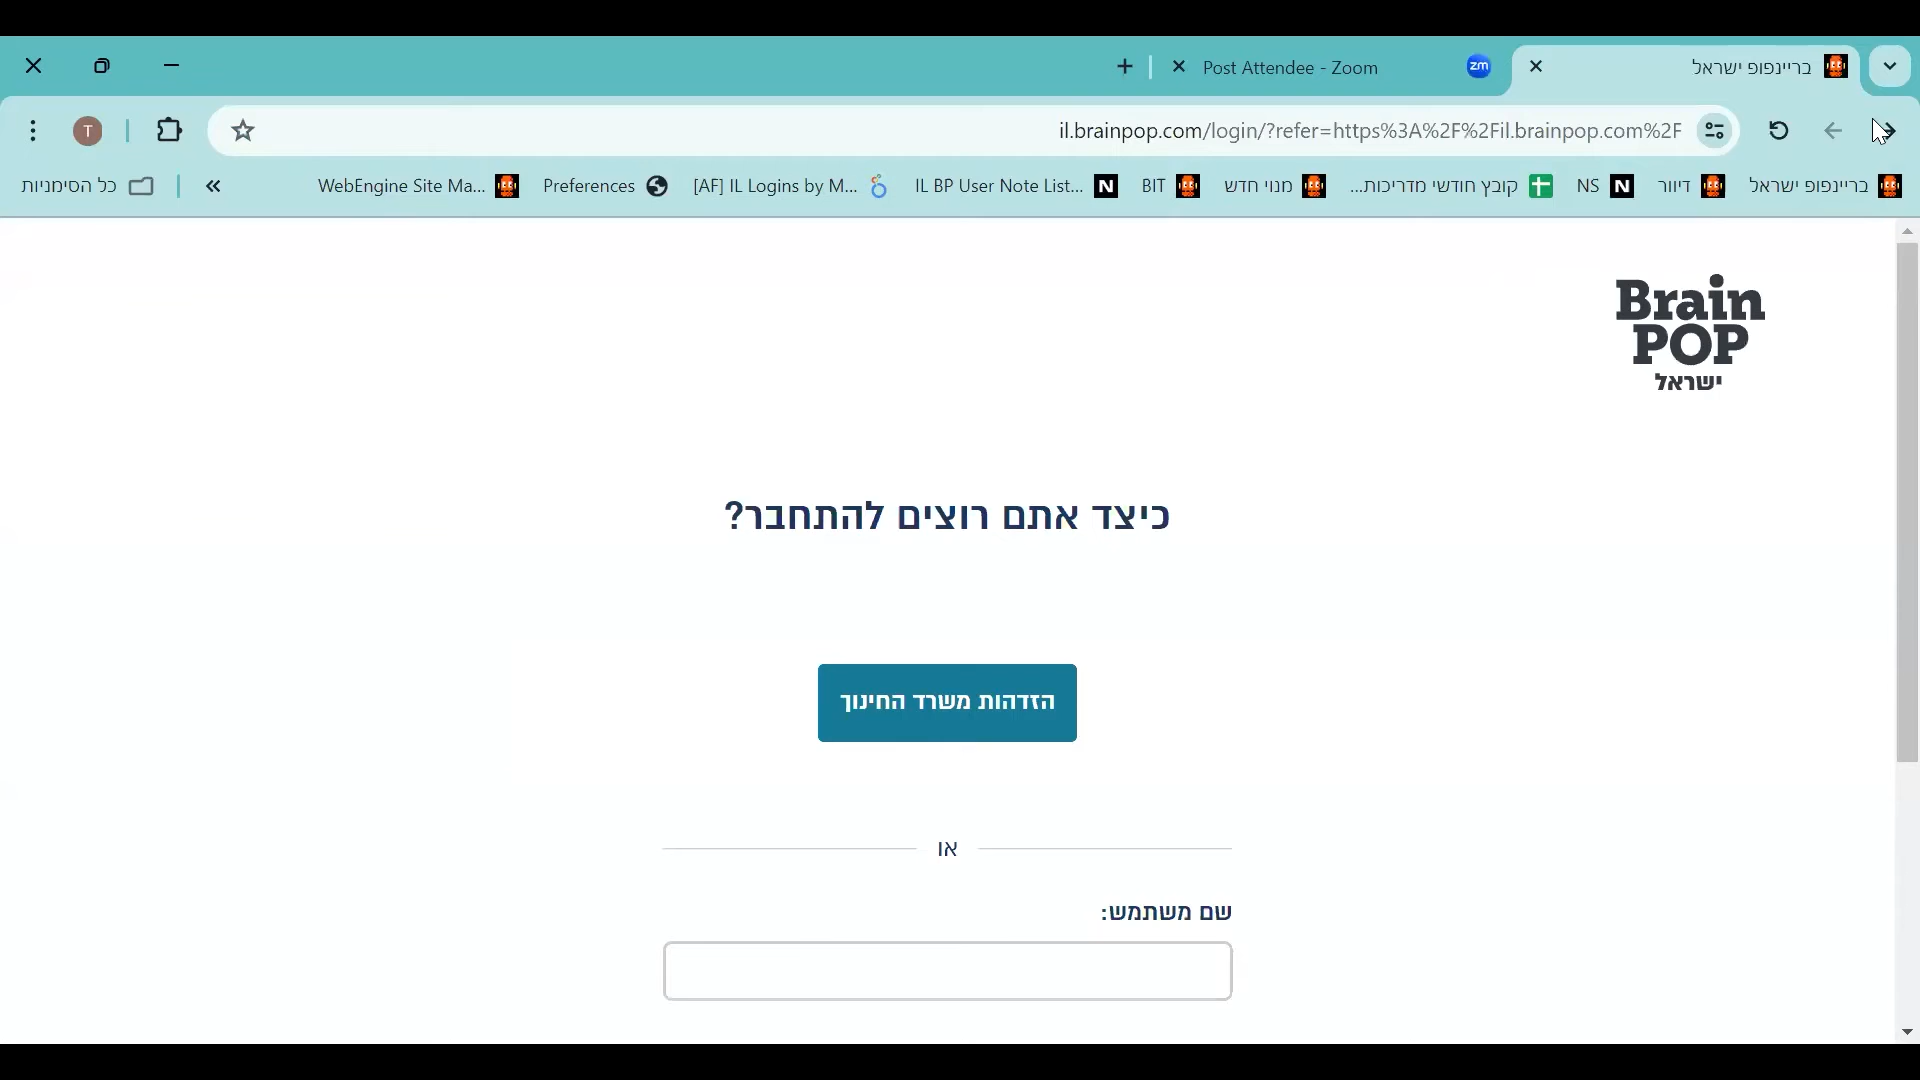 בריינפופ ישראל
Post Attendee - Zoom
zm
il.brainpop.com/login/?refer=https%3A%2F%2Fil.brainpop.com%2F
T
בריינפופ ישראל
דיוור
NS
קובץ חודשי מדריכות...
מנוי חדש
BIT
IL BP User Note List...
[AF] IL Logins by M...
Preferences
WebEngine Site Ma...
כל הסימניות
Brain
POP
ישראל
כיצד אתם רוצים להתחבר?
הזדהות משרד החינוך
או
שם משתמש: